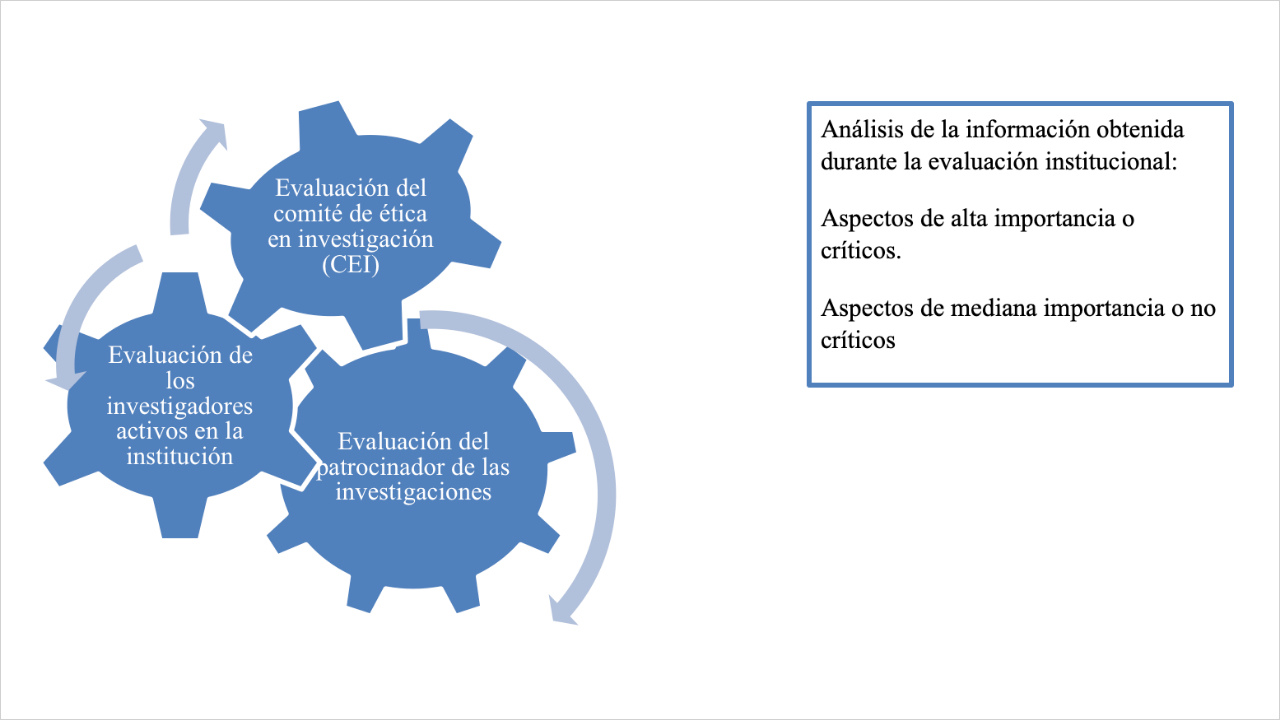 Evaluación del
comité de ética
en investigación
(CEI)
Evaluación de
los
investigadores
activos en la
institución
Evaluación del
patrocinador de las
investigaciones
Análisis de la información obtenida
durante la evaluación institucional:
Aspectos de alta importancia o
críticos.
Aspectos de mediana importancia o no
críticos